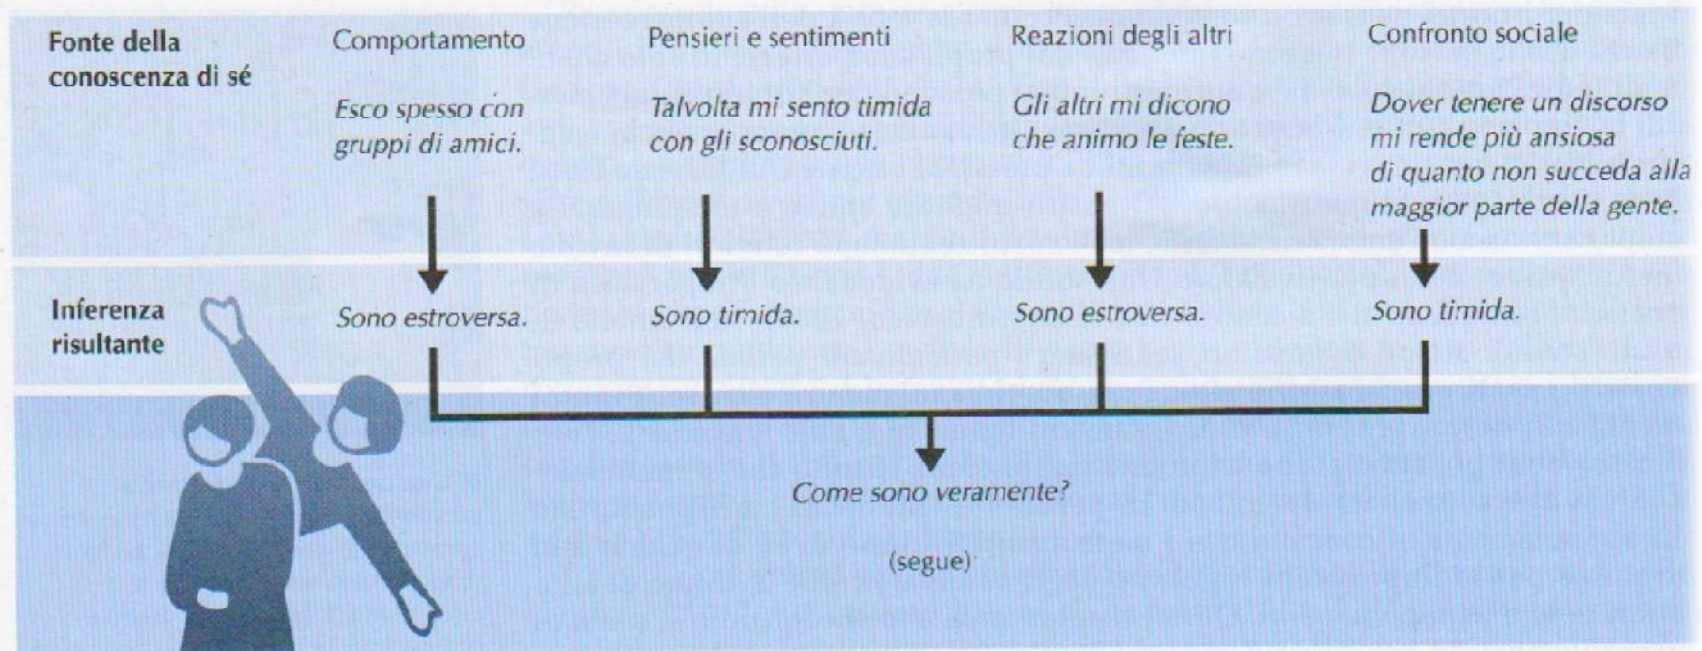 Fonte della
conoscenza di sé
Comportamento
Esco spesso con
gruppi di amici.
Pensieri e sentimenti
Talvolta mi sento timida
con gli sconosciuti.
Reazioni degli altri
Gli altri mi dicono
che animo le feste.
Confronto sociale
Dover tenere un discorso
mi rende più ansiosa
di quanto non succeda alla
maggior parte della gente.
Inferenza
risultante
Sono estroversa.
Sono timida.
Sono estroversa.
Sono timida.
Come sono veramente?
(segue)